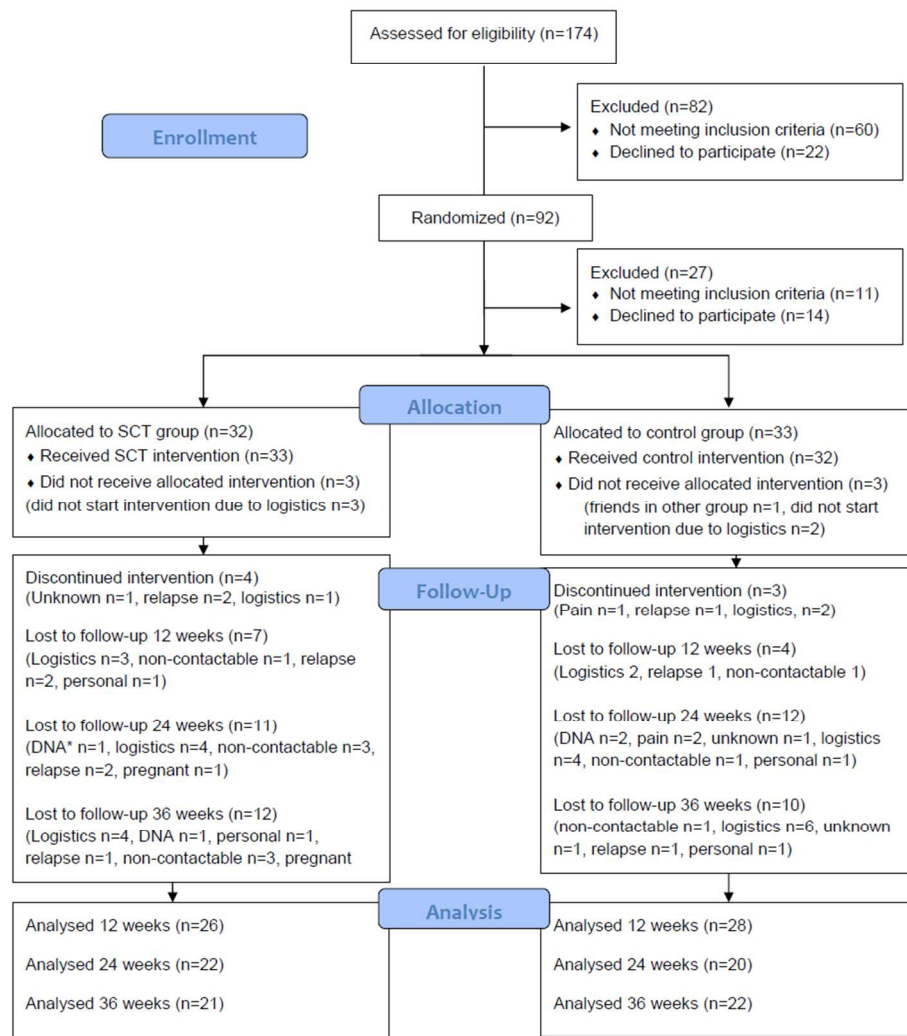 Assessed for eligibility (n=174)
Enrollment
Excluded (n=82)
♦ Not meeting inclusion criteria (n=60)
♦ Declined to participate (n=22)
Randomized (n=92)
Excluded (n=27)
♦ Not meeting inclusion criteria (n=11)
♦ Declined to participate (n=14)
Allocation
Allocated to SCT group (n=32)
♦ Received SCT intervention (n=33)
♦ Did not receive allocated intervention (n=3)
(did not start intervention due to logistics n=3)
Allocated to control group (n=33)
♦ Received control intervention (n=32)
♦ Did not receive allocated intervention (n=3)
(friends in other group n=1, did not start
intervention due to logistics n=2)
Follow-Up
Discontinued intervention (n=4)
(Unknown n=1, relapse n=2, logistics n=1)
Lost to follow-up 12 weeks (n=7)
(Logistics n=3, non-contactable n=1, relapse
n=2, personal n=1)
Lost to follow-up 24 weeks (n=11)
(DNA* n=1, logistics n=4, non-contactable n=3,
relapse n=2, pregnant n=1)
Lost to follow-up 36 weeks (n=12)
(Logistics n=4, DNA n=1, personal n=1,
relapse n=1, non-contactable n=3, pregnant
Discontinued intervention (n=3)
(Pain n=1, relapse n=1, logistics, n=2)
Lost to follow-up 12 weeks (n=4)
(Logistics 2, relapse 1, non-contactable 1)
Lost to follow-up 24 weeks (n=12)
(DNA n=2, pain n=2, unknown n=1, logistics
n=4, non-contactable n=1, personal n=1)
Lost to follow-up 36 weeks (n=10)
(non-contactable n=1, logistics n=6, unknown
n=1, relapse n=1, personal n=1)
Analysis
Analysed 12 weeks (n=26)
Analysed 24 weeks (n=22)
Analysed 36 weeks (n=21)
Analysed 12 weeks (n=28)
Analysed 24 weeks (n=20)
Analysed 36 weeks (n=22)